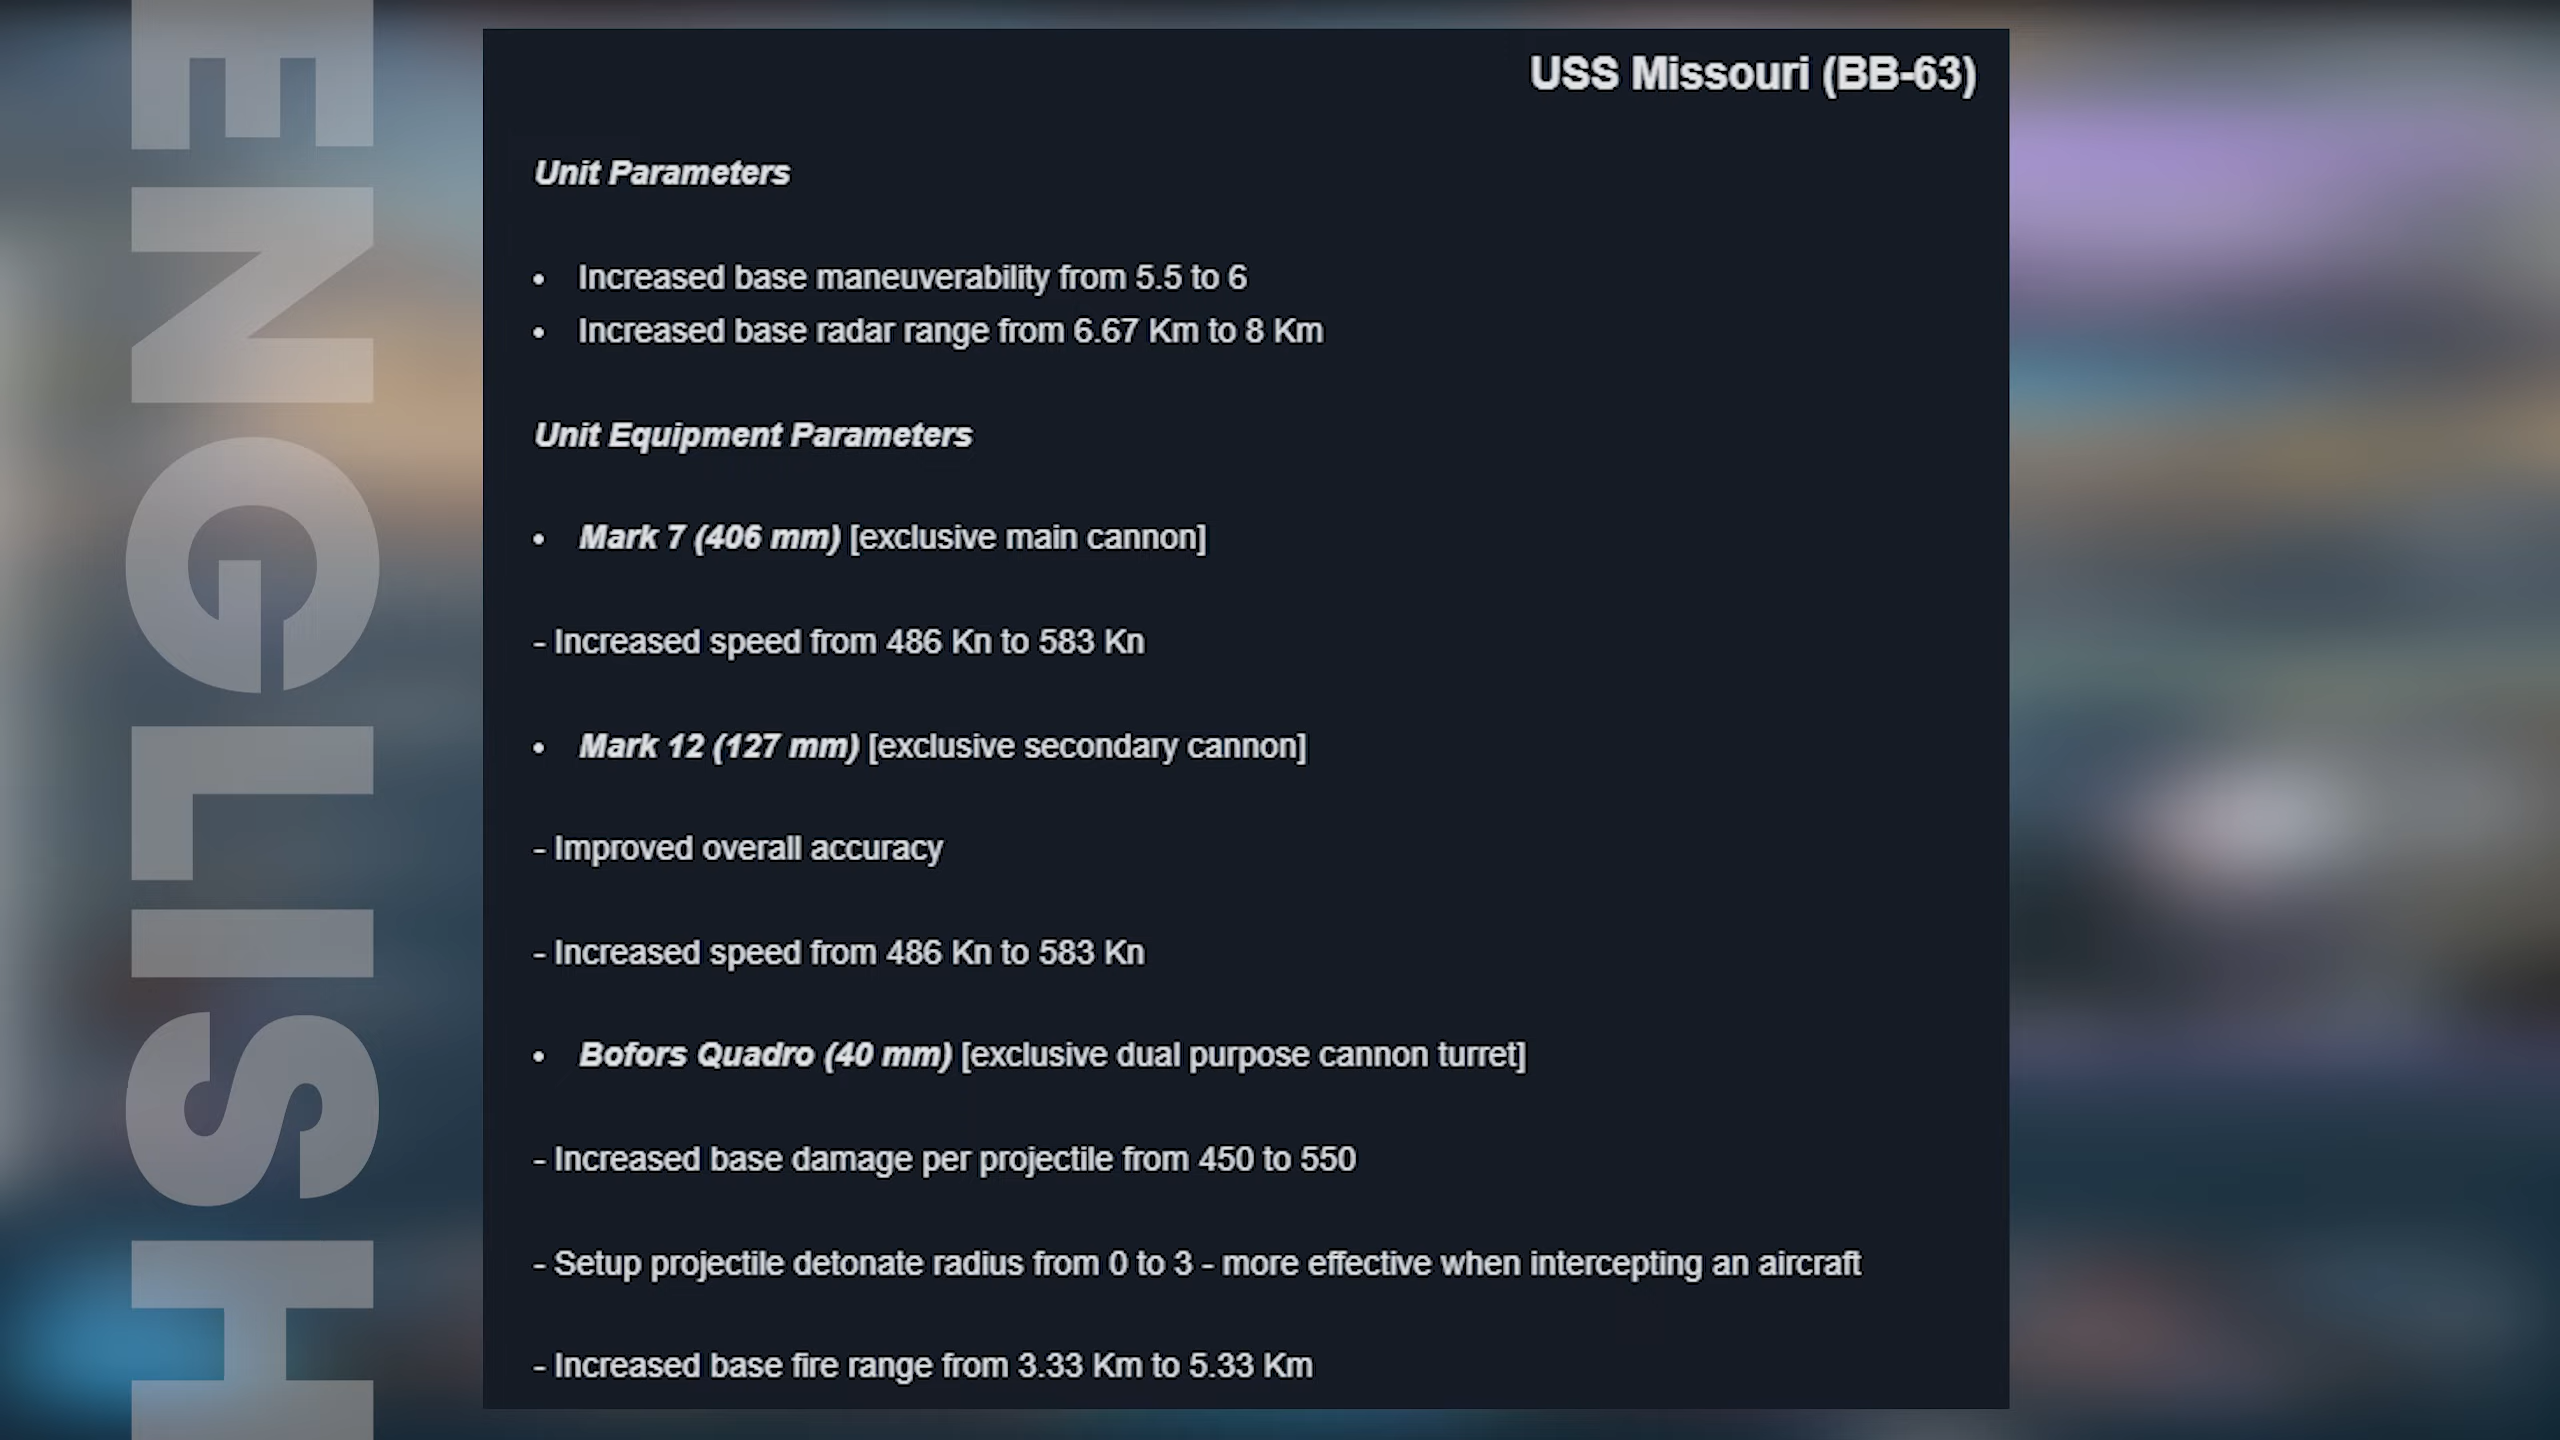 ENGLISH
USS Missouri (BB-63)
Unit Parameters
• Increased base maneuverability from 5.5 to 6
• Increased base radar range from 6.67 Km to 8 Km
Unit Equipment Parameters
• Mark 7 (406 mm) [exclusive main cannon]
- Increased speed from 486 Kn to 583 Kn
• Mark 12 (127 mm) [exclusive secondary cannon]
- Improved overall accuracy
- Increased speed from 486 Kn to 583 Kn
• Bofors Quadro (40 mm) [exclusive dual purpose cannon turret]
- Increased base damage per projectile from 450 to 550
- Setup projectile detonate radius from 0 to 3 - more effective when intercepting an aircraft
- Increased base fire range from 3.33 Km to 5.33 Km